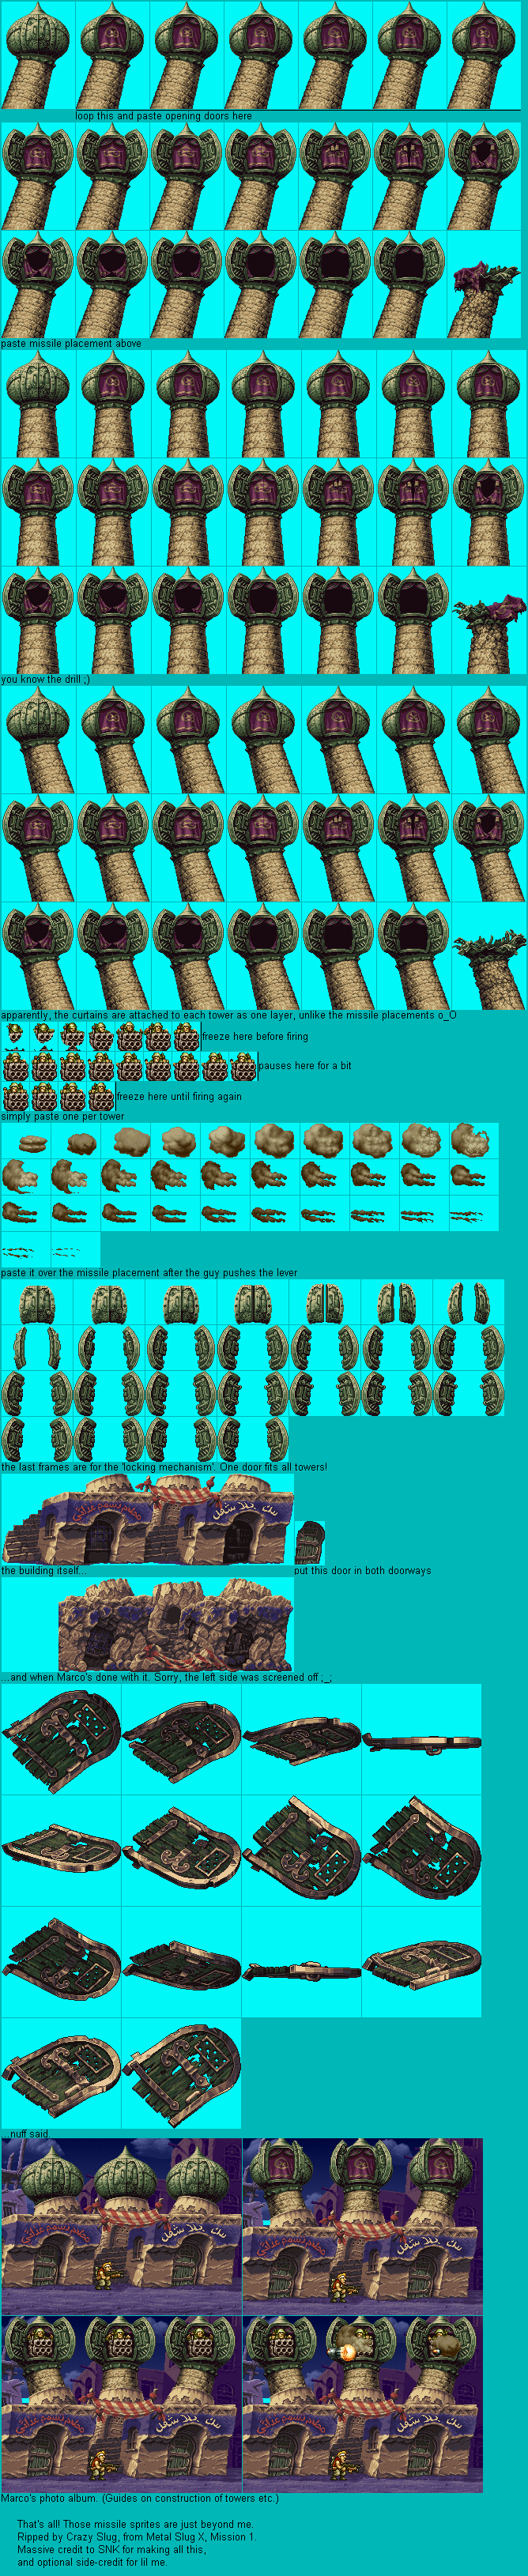 loop this and paste opening doors here
paste missile placement above
you know the drill ;)
apparently, the curtains are attached to each tower as one layer, unlike the missile placements o_O
freeze here before firing
pauses here for a bit
freeze here until firing again
simply paste one per tower
paste it over the missile placement after the guy pushes the lever
the last frames are for the 'locking mechanism'. One door fits all towers!
the building itself...
put this door in both doorways
...and when Marco's done with it. Sorry, the left side was screened off ;_;
...nuff said.
Marco's photo album. (Guides on construction of towers etc.)
That's all! Those missile sprites are just beyond me.
Ripped by Crazy Slug, from Metal Slug X, Mission 1.
Massive credit to SNK for making all this,
and optional side-credit for lil me.